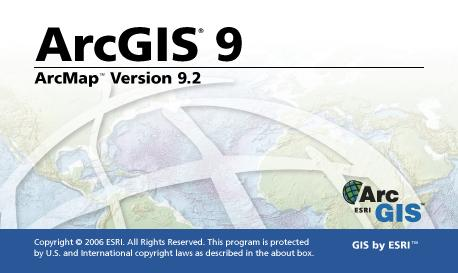 ArcGIS® 9
ArcMap™ Version 9.2
Arc
ESRI GIS™
Copyright © 2006 ESRI. All Rights Reserved. This program is protected
by U.S. and International copyright laws as described in the about box.
GIS by ESRI™